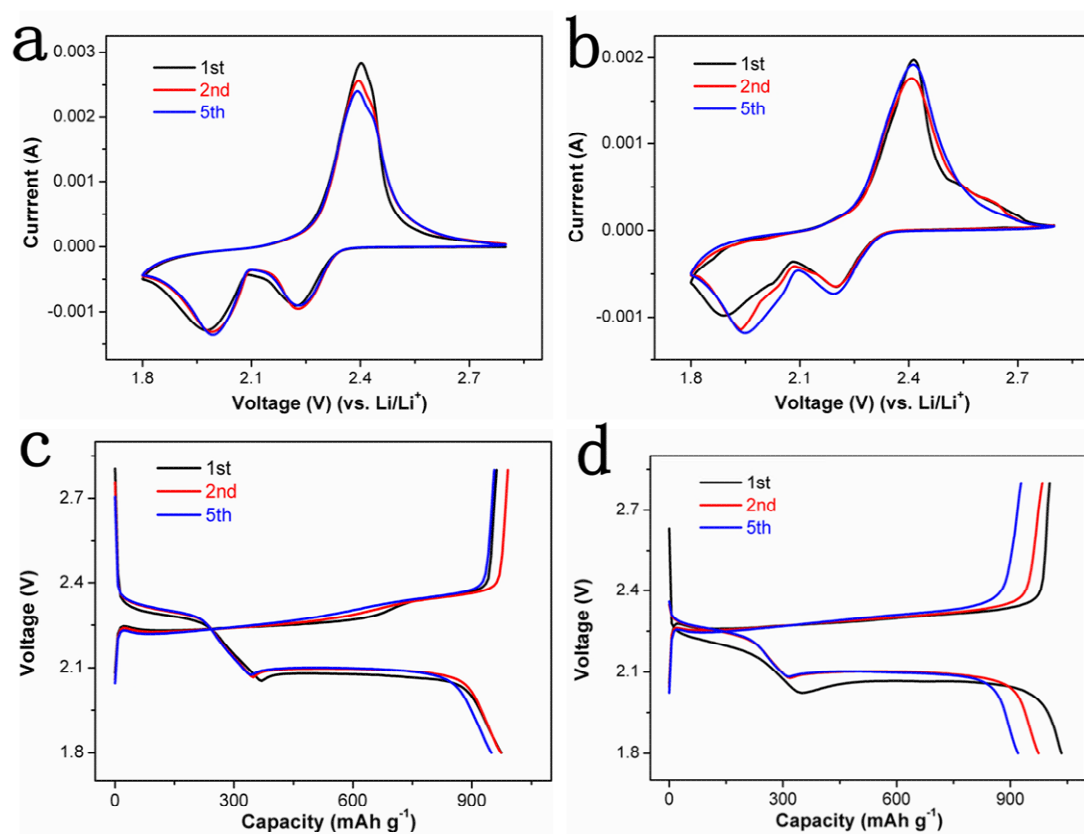 a
0.003
0.002
0.001
0.000
-0.001
1st
2nd
5th
Currrent (A)
1.8 2.1 2.4 2.7
Voltage (V) (vs. Li/Li⁺)
b
0.002
0.001
0.000
-0.001
1st
2nd
5th
Currrent (A)
1.8 2.1 2.4 2.7
Voltage (V) (vs. Li/Li⁺)
c
2.7
2.4
2.1
1.8
1st
2nd
5th
Voltage (V)
0 300 600 900
Capacity (mAh g⁻¹)
d
2.7
2.4
2.1
1.8
1st
2nd
5th
Voltage (V)
0 300 600 900
Capacity (mAh g⁻¹)